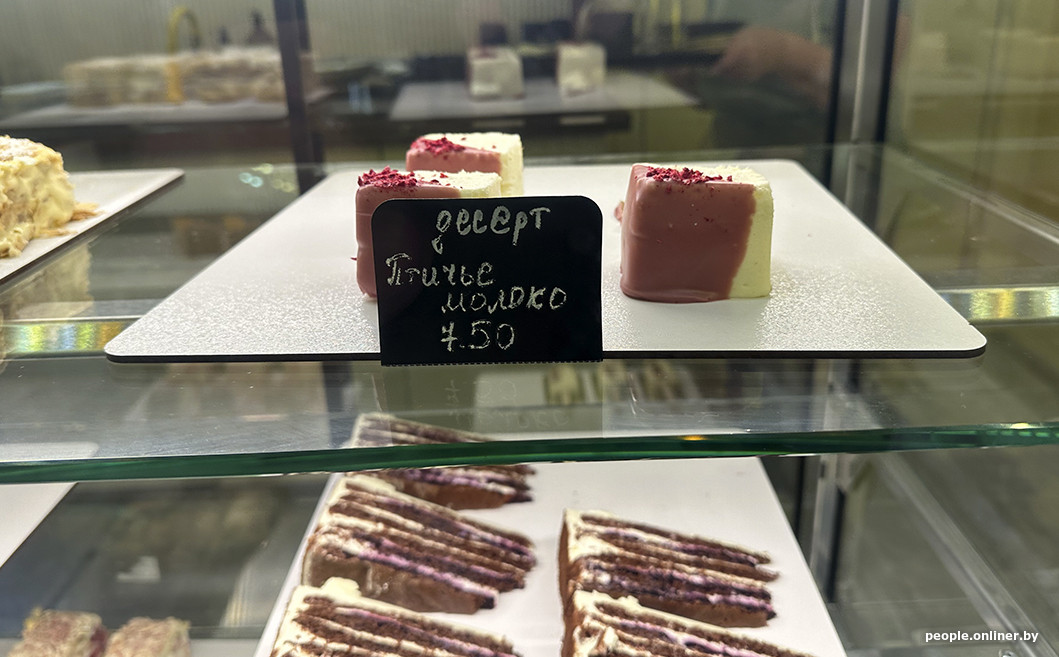 десерт
Птичье
молоко
7.50
people.onliner.by